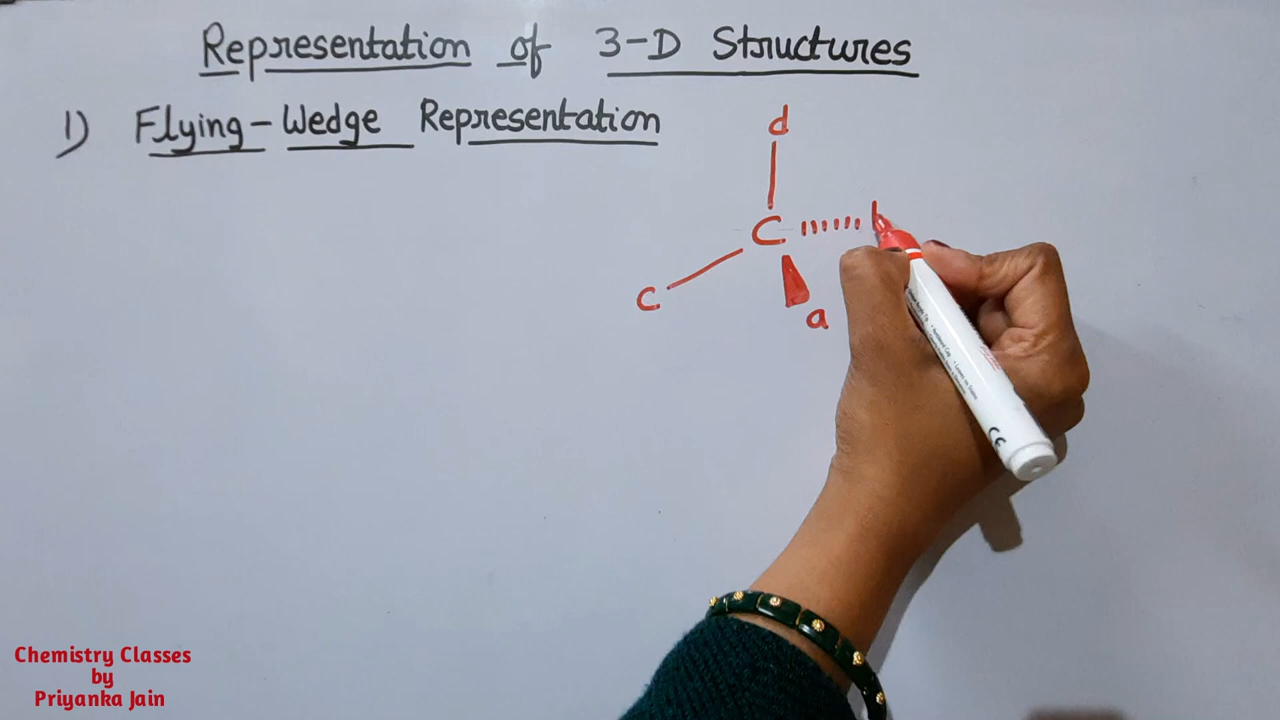 Representation of 3-D Structures
1) Flying-Wedge Representation
d
C
c
a
Chemistry Classes
by
Priyanka Jain